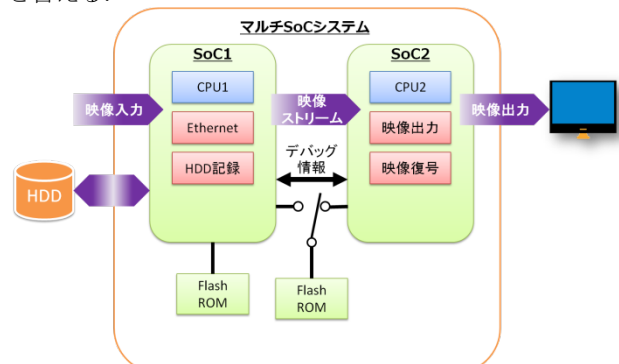 マルチSoCシステム
SoC1
SoC2
CPU1
CPU2
映像入力
映像
ストリーム
映像出力
Ethernet
映像出力
デバッグ
情報
HDD記録
映像復号
HDD
Flash
ROM
Flash
ROM